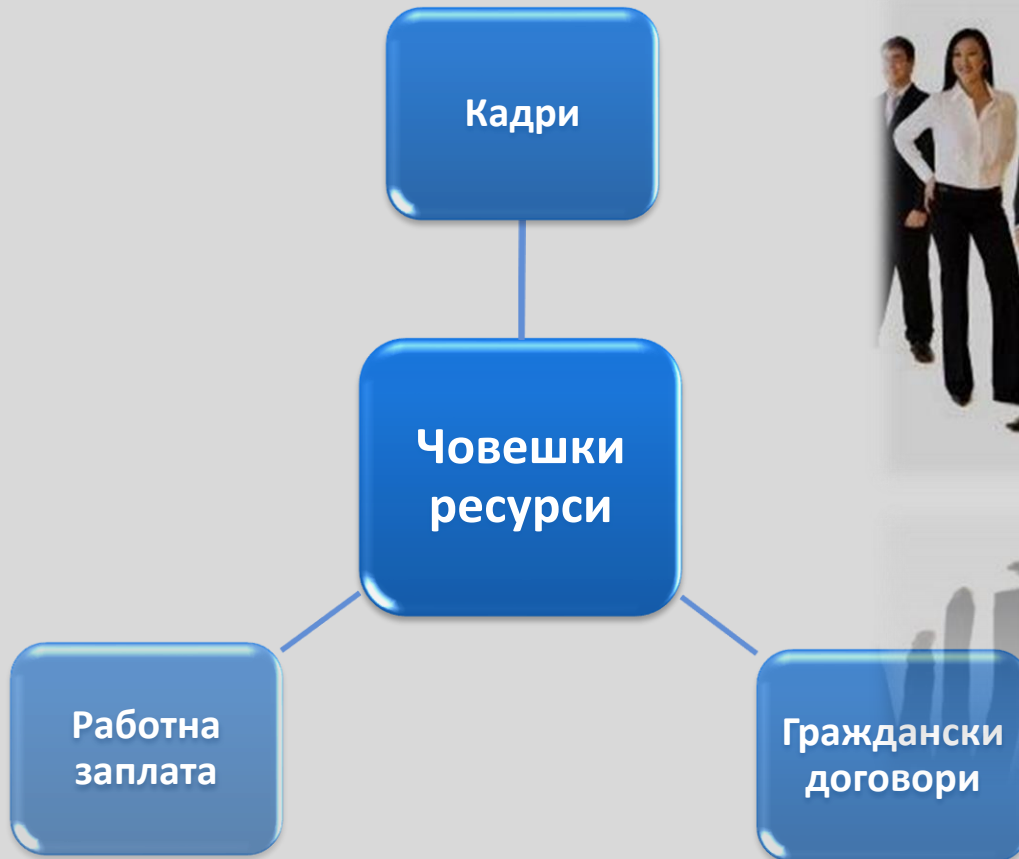 Кадри
Човешки
ресурси
Работна
заплата
Граждански
договори